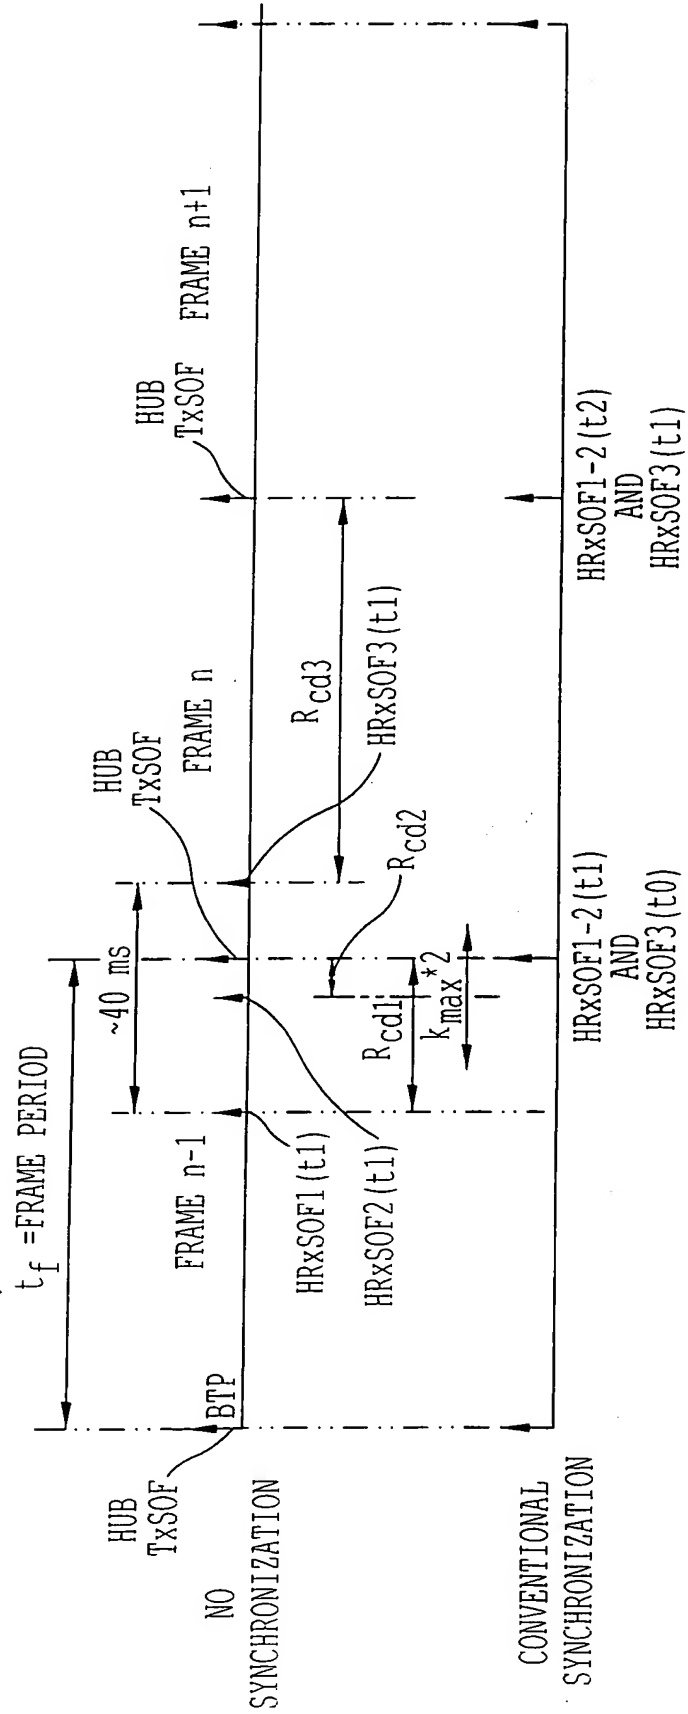 t_f =FRAME PERIOD
~40 ms
HUB
TxSOF
BTP
FRAME n-1
HUB
TxSOF
FRAME n
HUB
TxSOF
FRAME n+1
NO
SYNCHRONIZATION
HRxSOF1(t1)
HRxSOF2(t1)
R_cd1
k_max*2
R_cd2
R_cd3
HRxSOF3(t1)
CONVENTIONAL
SYNCHRONIZATION
HRxSOF1-2(t1)
AND
HRxSOF3(t0)
HRxSOF1-2(t2)
AND
HRxSOF3(t1)